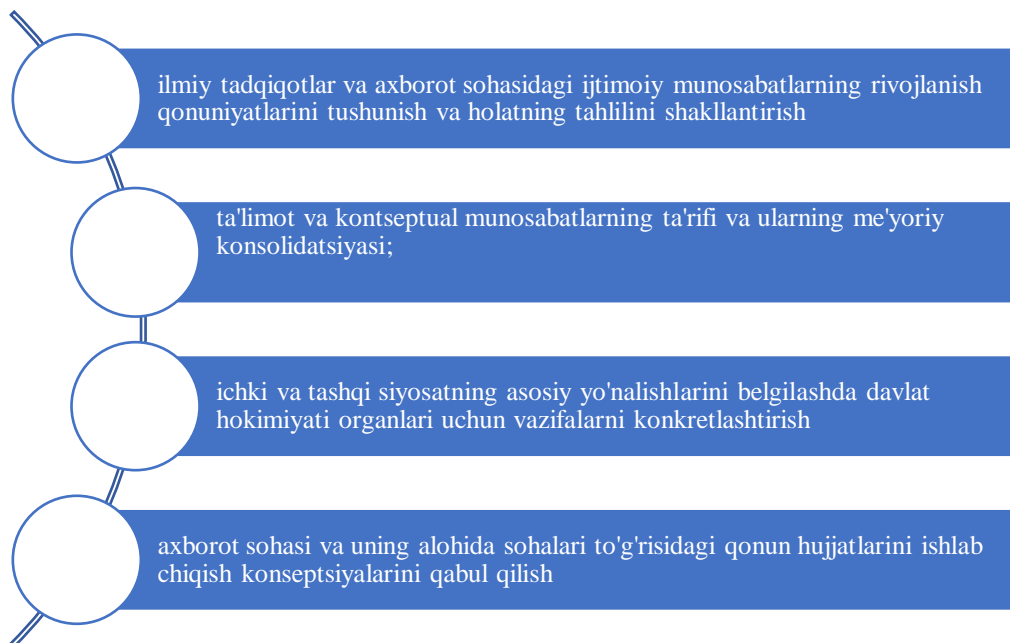 ilmiy tadqiqotlar va axborot sohasidagi ijtimoiy munosabatlarning rivojlanish
qonuniyatlarini tushunish va holatning tahlilini shakllantirish
ta'limot va kontseptual munosabatlarning ta'rifi va ularning me'yoriy
konsolidatsiyasi;
ichki va tashqi siyosatning asosiy yo'nalishlarini belgilashda davlat
hokimiyati organlari uchun vazifalarni konkretlashtirish
axborot sohasi va uning alohida sohalari to'g'risidagi qonun hujjatlarini ishlab
chiqish konseptsiyalarini qabul qilish